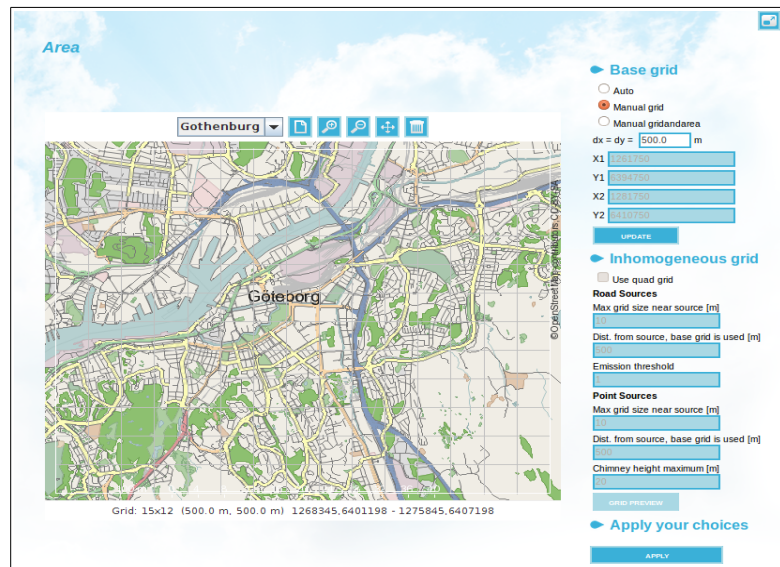 Area
Gothenburg
Göteborg
©OpenStreetMap contributors, CC-BY-SA
Grid: 15x12 (500.0 m, 500.0 m) 1268345,6401198 - 1275845,6407198
Base grid
Auto
Manual grid
Manual gridandarea
dx = dy = 500.0 m
X1 1261750
Y1 6394750
X2 1281750
Y2 6410750
UPDATE
Inhomogeneous grid
Use quad grid
Road Sources
Max grid size near source [m]
10
Dist. from source, base grid is used [m]
500
Emission threshold
1
Point Sources
Max grid size near source [m]
10
Dist. from source, base grid is used [m]
500
Chimney height maximum [m]
20
GRID PREVIEW
Apply your choices
APPLY